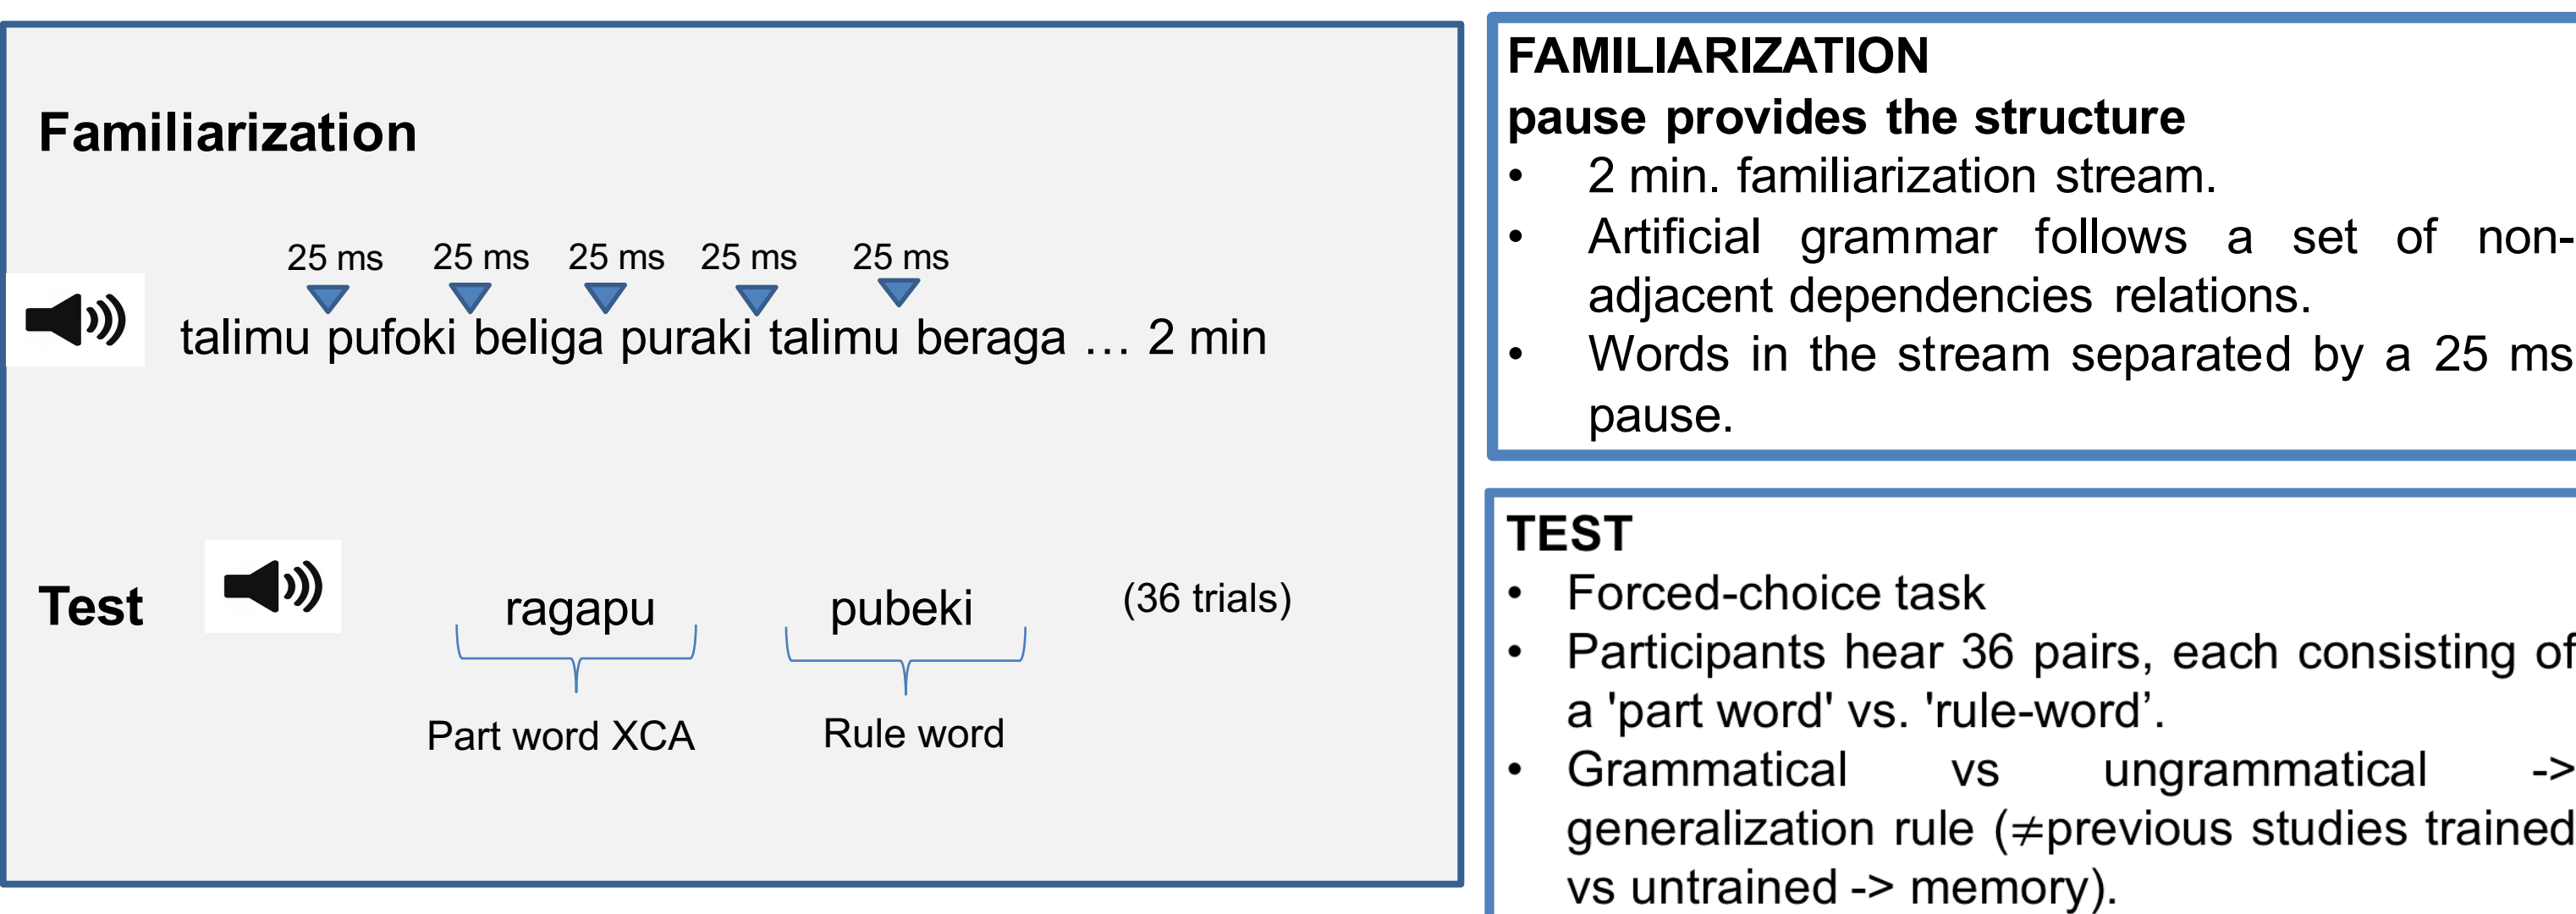 Familiarization
25 ms 25 ms 25 ms 25 ms 25 ms
talimu pufoki beliga puraki talimu beraga … 2 min
Test
ragapu pubeki (36 trials)
Part word XCA Rule word
FAMILIARIZATION
pause provides the structure
• 2 min. familiarization stream.
• Artificial grammar follows a set of non-
adjacent dependencies relations.
• Words in the stream separated by a 25 ms
pause.
TEST
• Forced-choice task
• Participants hear 36 pairs, each consisting of
a 'part word' vs. 'rule-word’.
• Grammatical vs ungrammatical ->
generalization rule (≠previous studies trained
vs untrained -> memory).